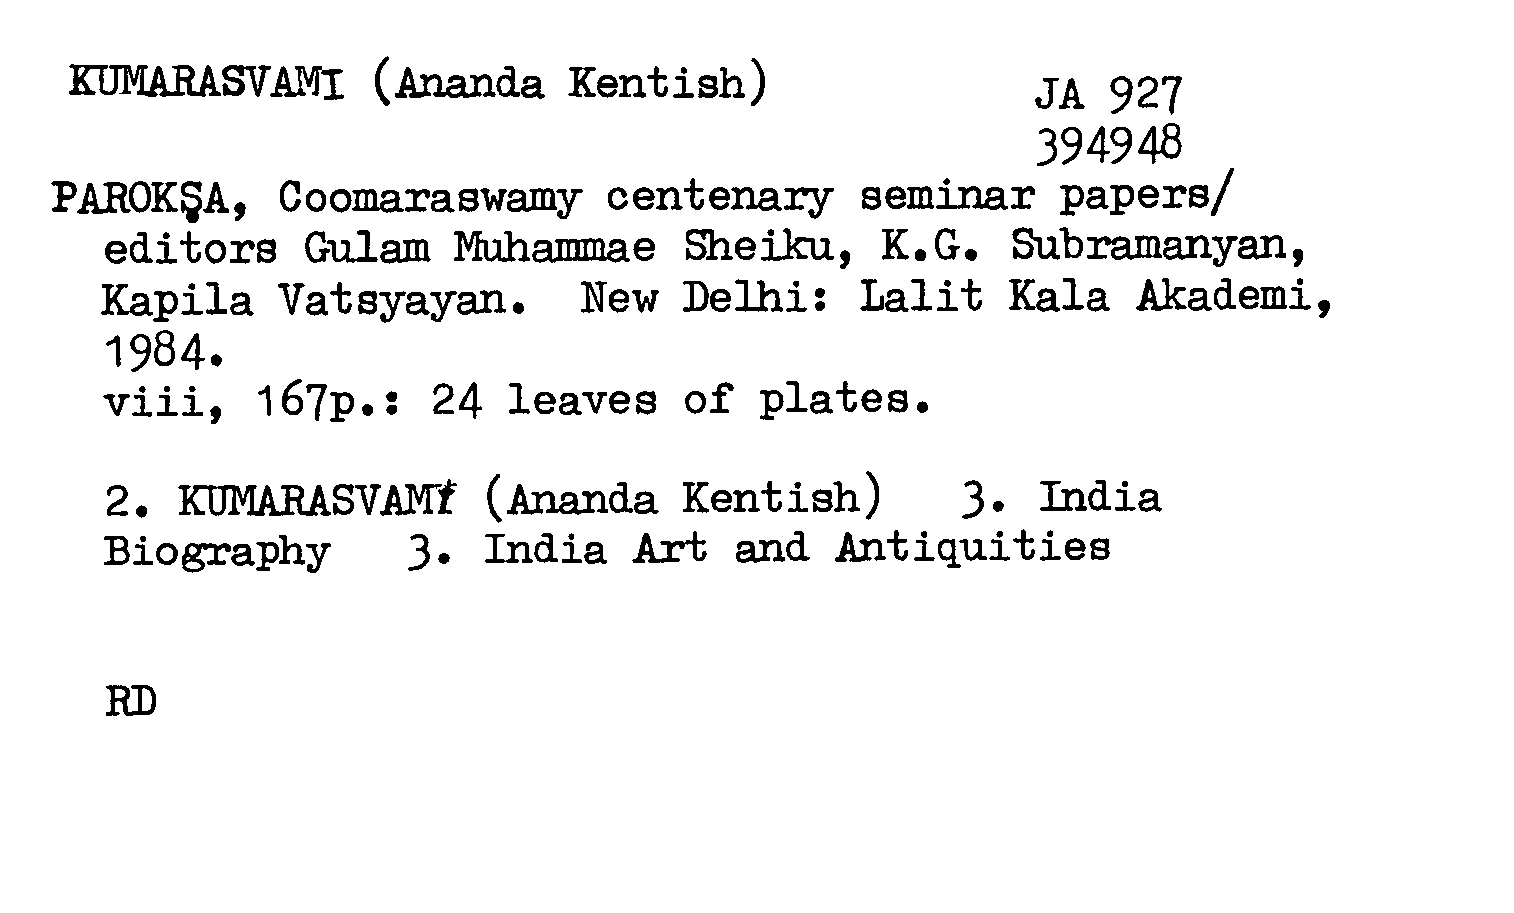 KUMARASVAMI (Ananda Kentish)
JA 927
394948
PAROKṢA, Coomaraswamy centenary seminar papers/
editors Gulam Muhammae Sheiku, K.G. Subramanyan,
Kapila Vatsyayan. New Delhi: Lalit Kala Akademi,
1984.
viii, 167p.: 24 leaves of plates.
2. KUMARASVAMI (Ananda Kentish) 3. India
Biography 3. India Art and Antiquities
RD